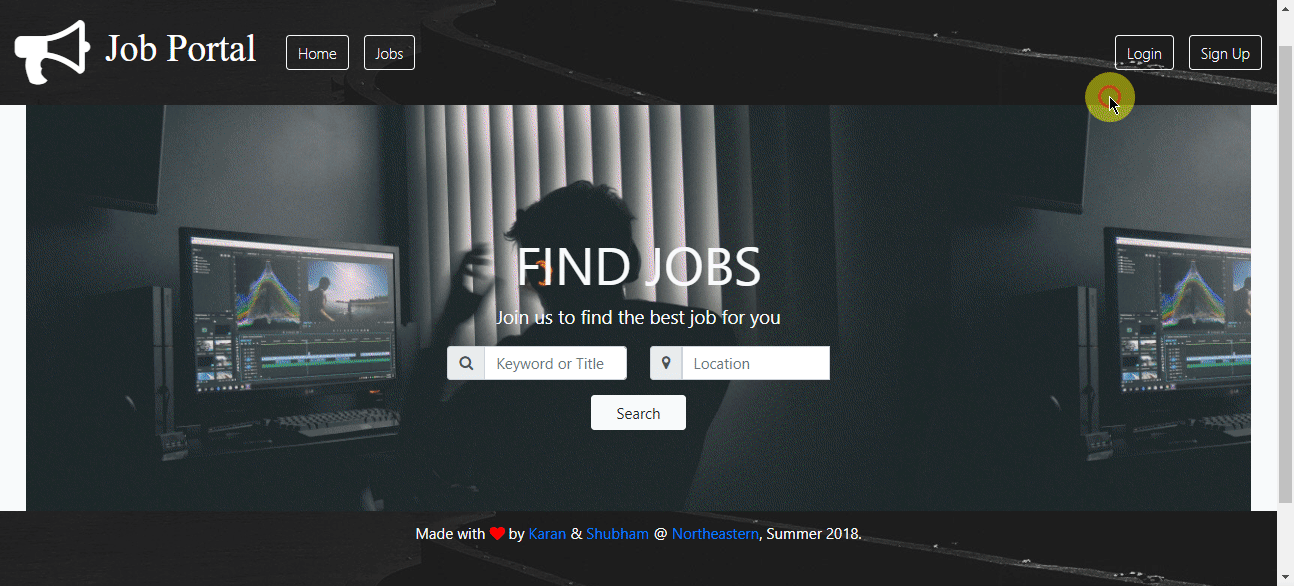 Job Portal
Home
Jobs
Login
Sign Up
FIND JOBS
Join us to find the best job for you
Keyword or Title
Location
Search
Made with ❤ by Karan & Shubham @ Northeastern, Summer 2018.